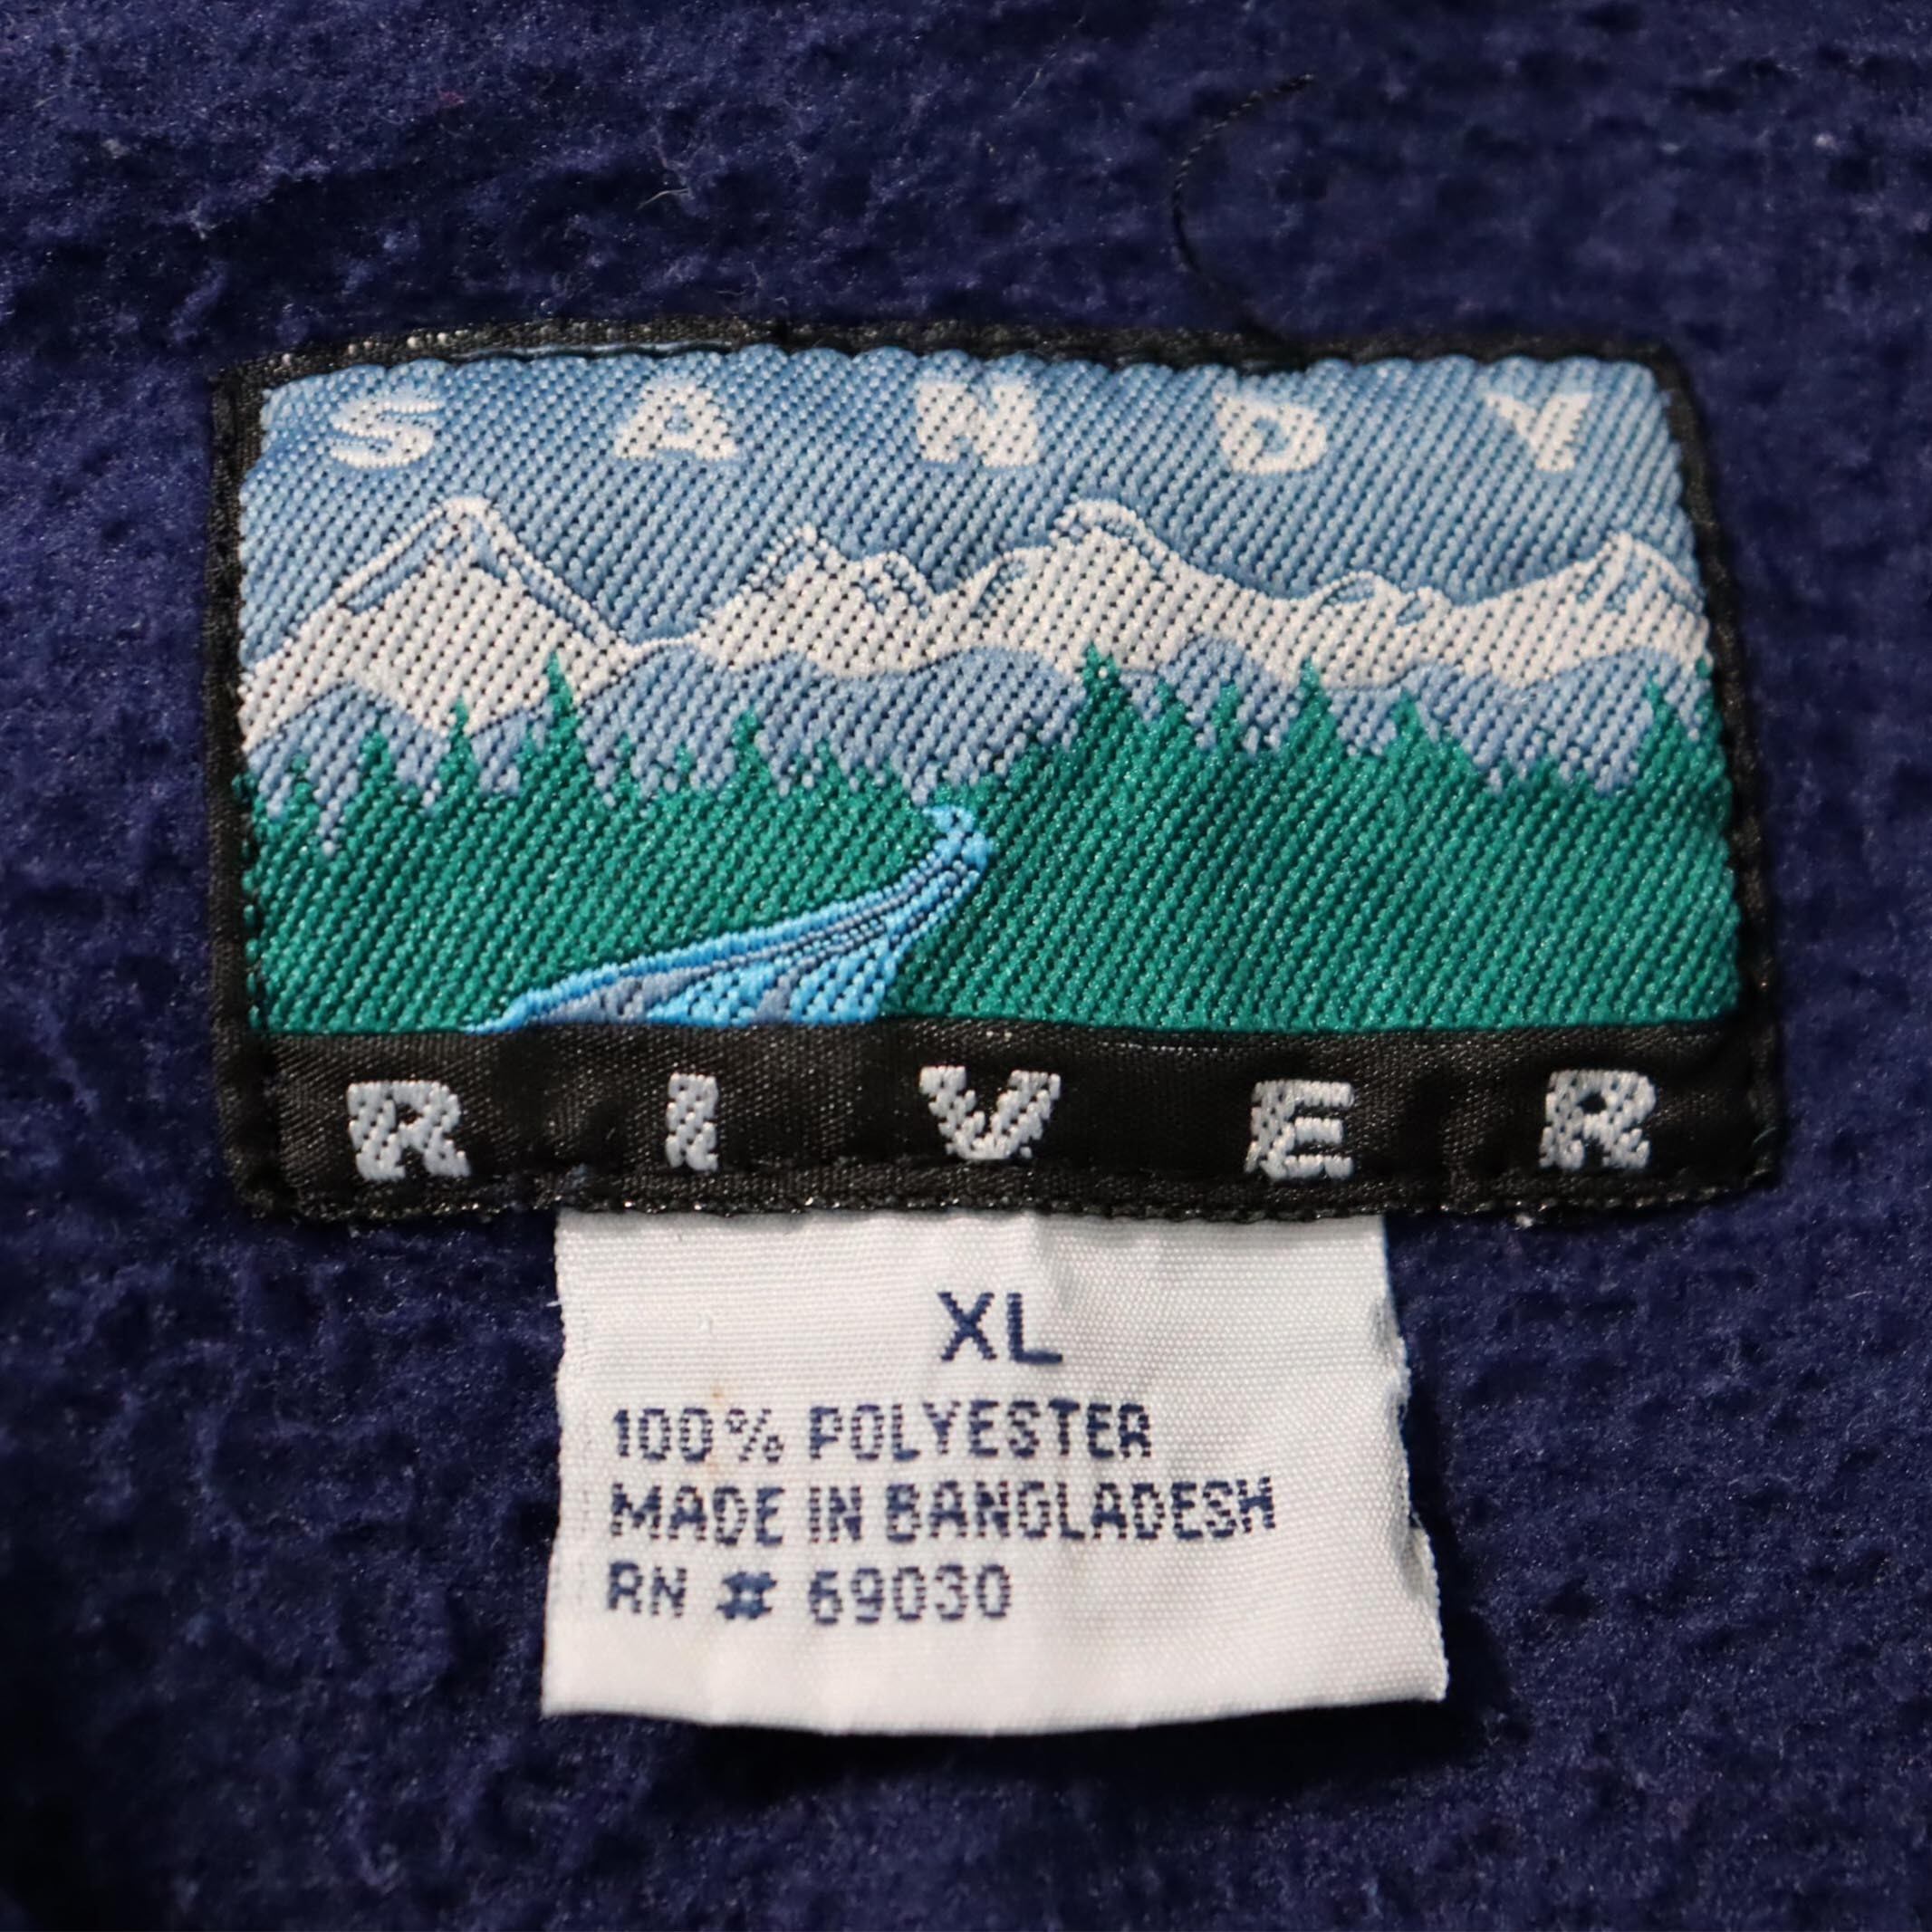 SANDY
RIVER
XL
100% POLYESTER
MADE IN BANGLADESH
RN # 69030